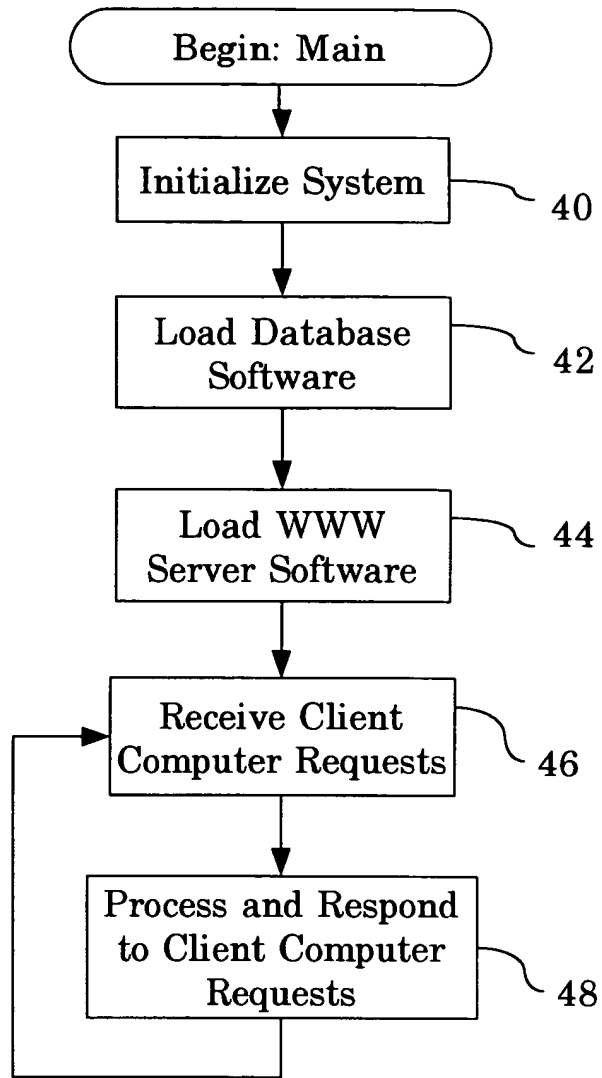 Begin: Main
Initialize System
40
Load Database
Software
42
Load WWW
Server Software
44
Receive Client
Computer Requests
46
Process and Respond
to Client Computer
Requests
48